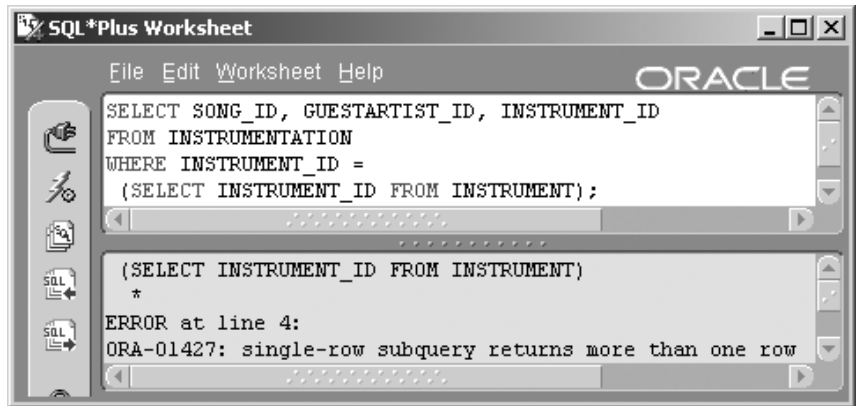 SQL*Plus Worksheet
File Edit Worksheet Help
ORACLE
SELECT SONG_ID, GUESTARTIST_ID, INSTRUMENT_ID
FROM INSTRUMENTATION
WHERE INSTRUMENT_ID =
(SELECT INSTRUMENT_ID FROM INSTRUMENT);
(SELECT INSTRUMENT_ID FROM INSTRUMENT)
*
ERROR at line 4:
ORA-01427: single-row subquery returns more than one row
SQL
SQL